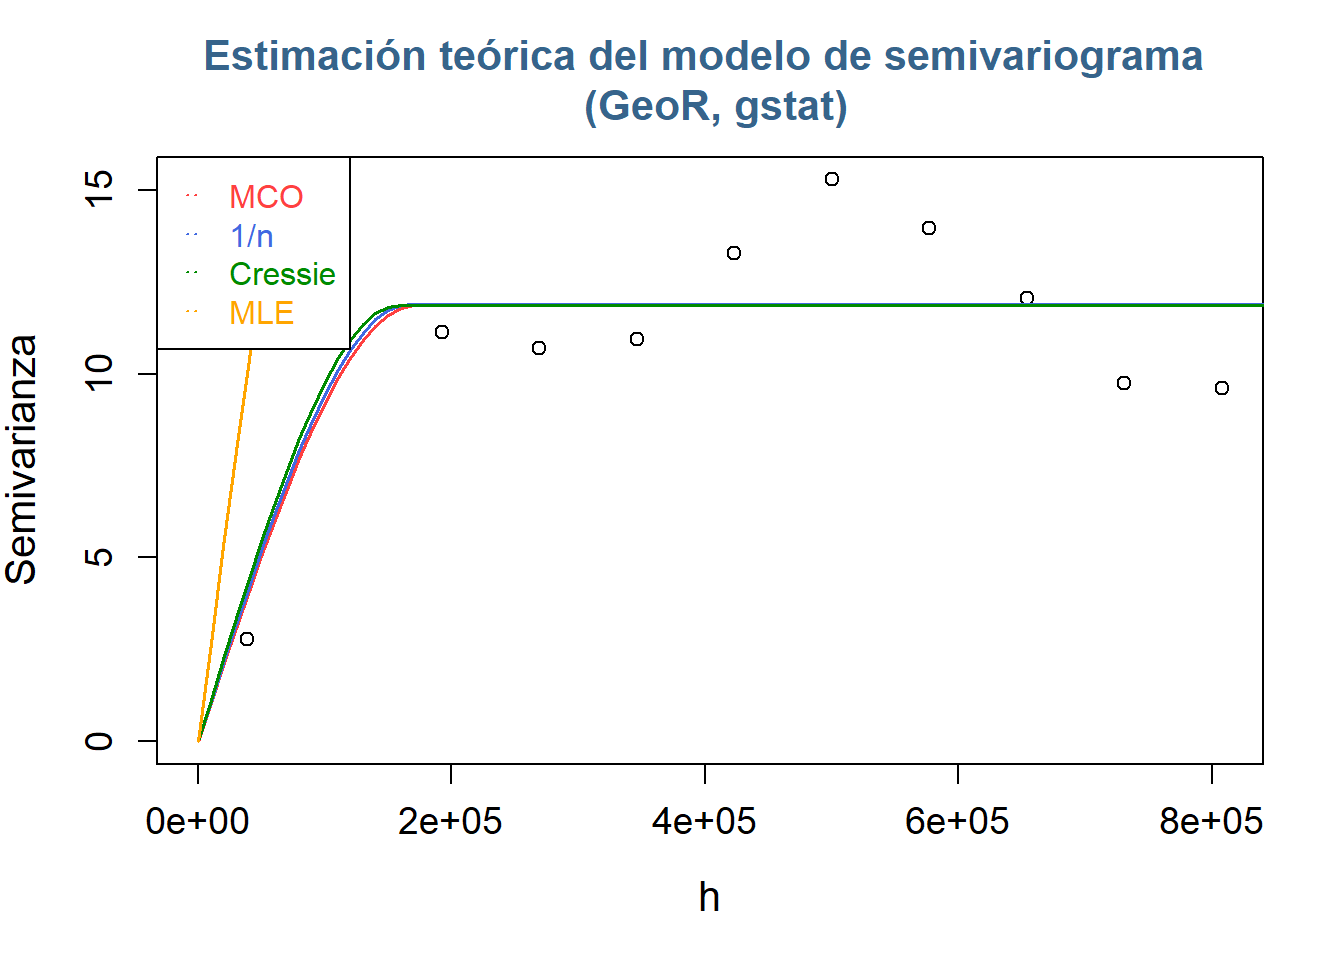 Estimación teórica del modelo de semivariograma
(GeoR, gstat)
MCO
1/n
Cressie
MLE
Semivarianza
15
10
5
0
0e+00 2e+05 4e+05 6e+05 8e+05
h